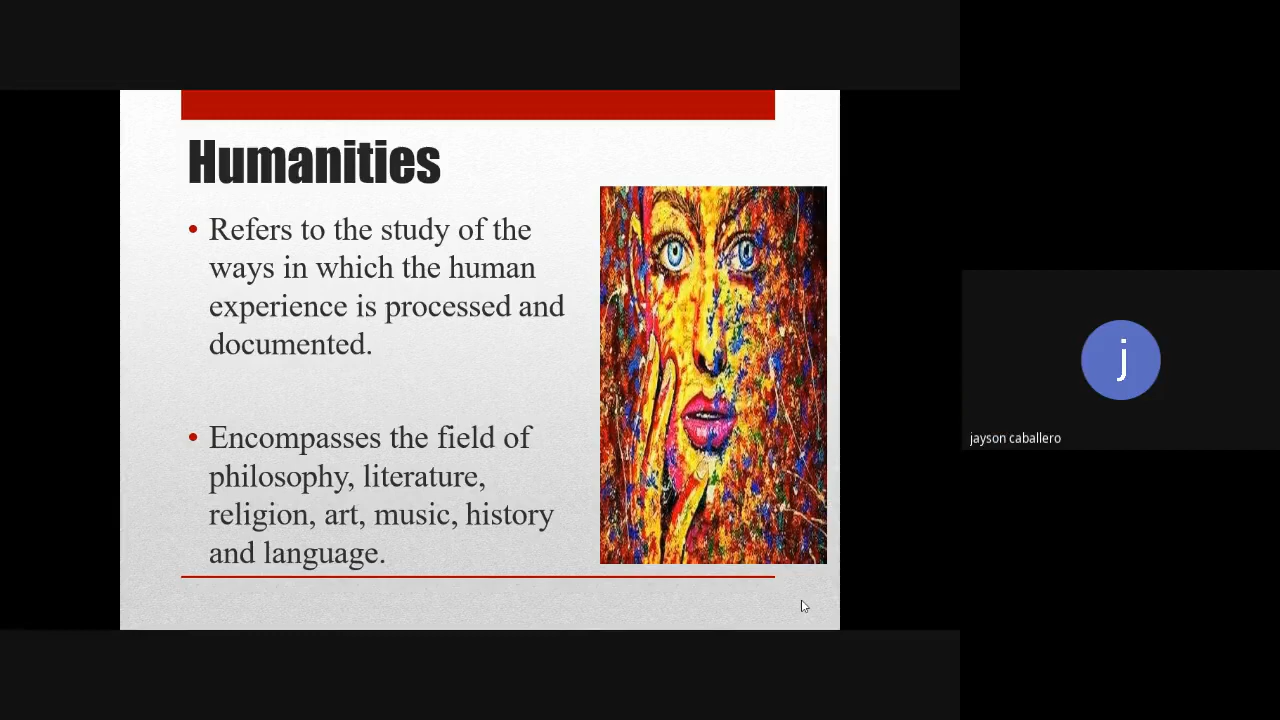 Humanities
• Refers to the study of the
ways in which the human
experience is processed and
documented.
• Encompasses the field of
philosophy, literature,
religion, art, music, history
and language.
j
jayson caballero